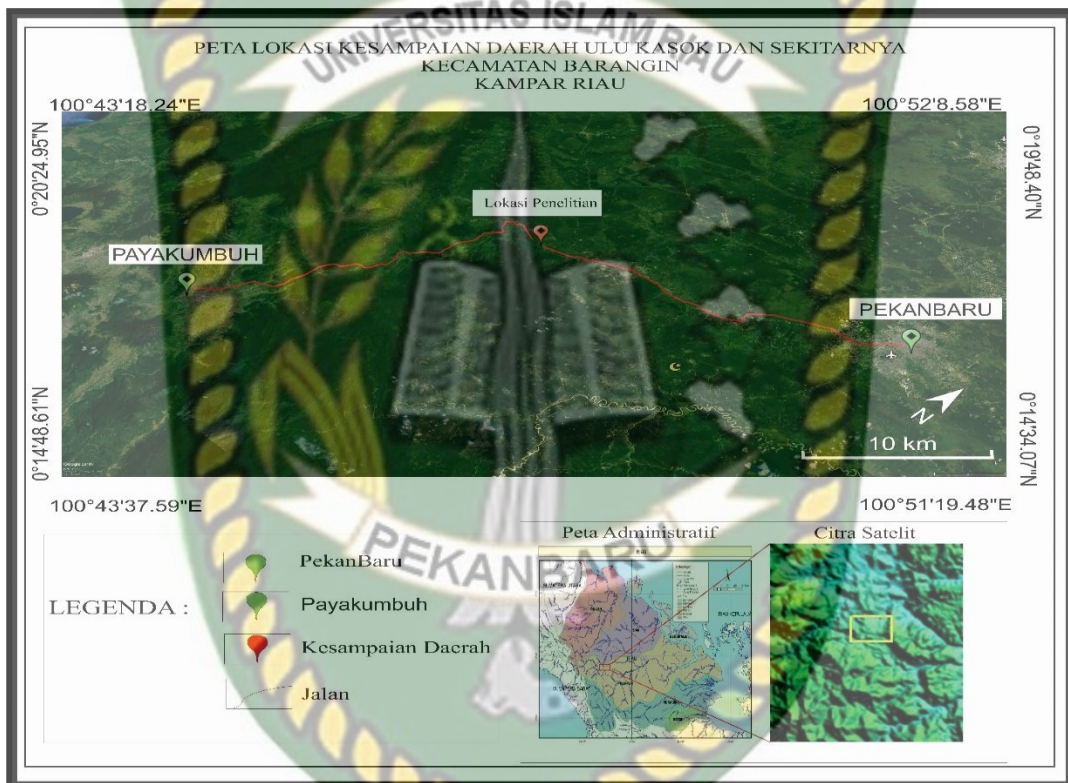 UNIVERSITAS ISLAM RIAU
PETA LOKASI KESAMPAIAN DAERAH ULU KASOK DAN SEKITARNYA
KECAMATAN BARANGIN
KAMPAR RIAU
100°43'18.24"E
100°52'8.58"E
0°20'24.95"N
0°19'48.40"N
Lokasi Penelitian
PAYAKUMBUH
PEKANBARU
N
10 km
0°14'48.61"N
0°14'34.07"N
100°43'37.59"E
100°51'19.48"E
PEKANBARU
Peta Administratif
Citra Satelit
LEGENDA :
PekanBaru
Payakumbuh
Kesampaian Daerah
Jalan